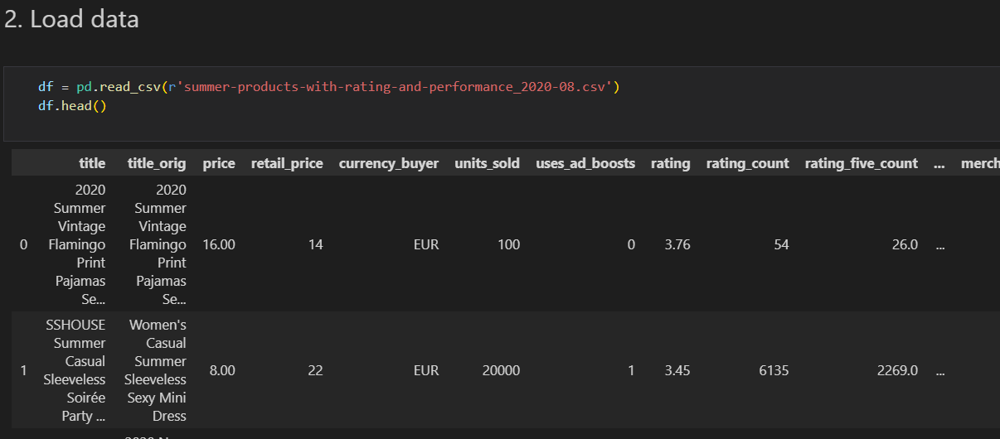 2. Load data
df = pd.read_csv(r'summer-products-with-rating-and-performance_2020-08.csv')
df.head()
title title_orig price retail_price currency_buyer units_sold uses_ad_boosts rating rating_count rating_five_count ... merch
2020 2020
Summer Summer
Vintage Vintage
Flamingo Flamingo
0 Print Print 16.00 14 EUR 100 0 3.76 54 26.0 ...
Pajamas Pajamas
Se... Se...
SSHOUSE Women's
Summer Casual
Casual Summer
1 Sleeveless Sleeveless 8.00 22 EUR 20000 1 3.45 6135 2269.0 ...
Soirée Sexy Mini
Party ... Dress